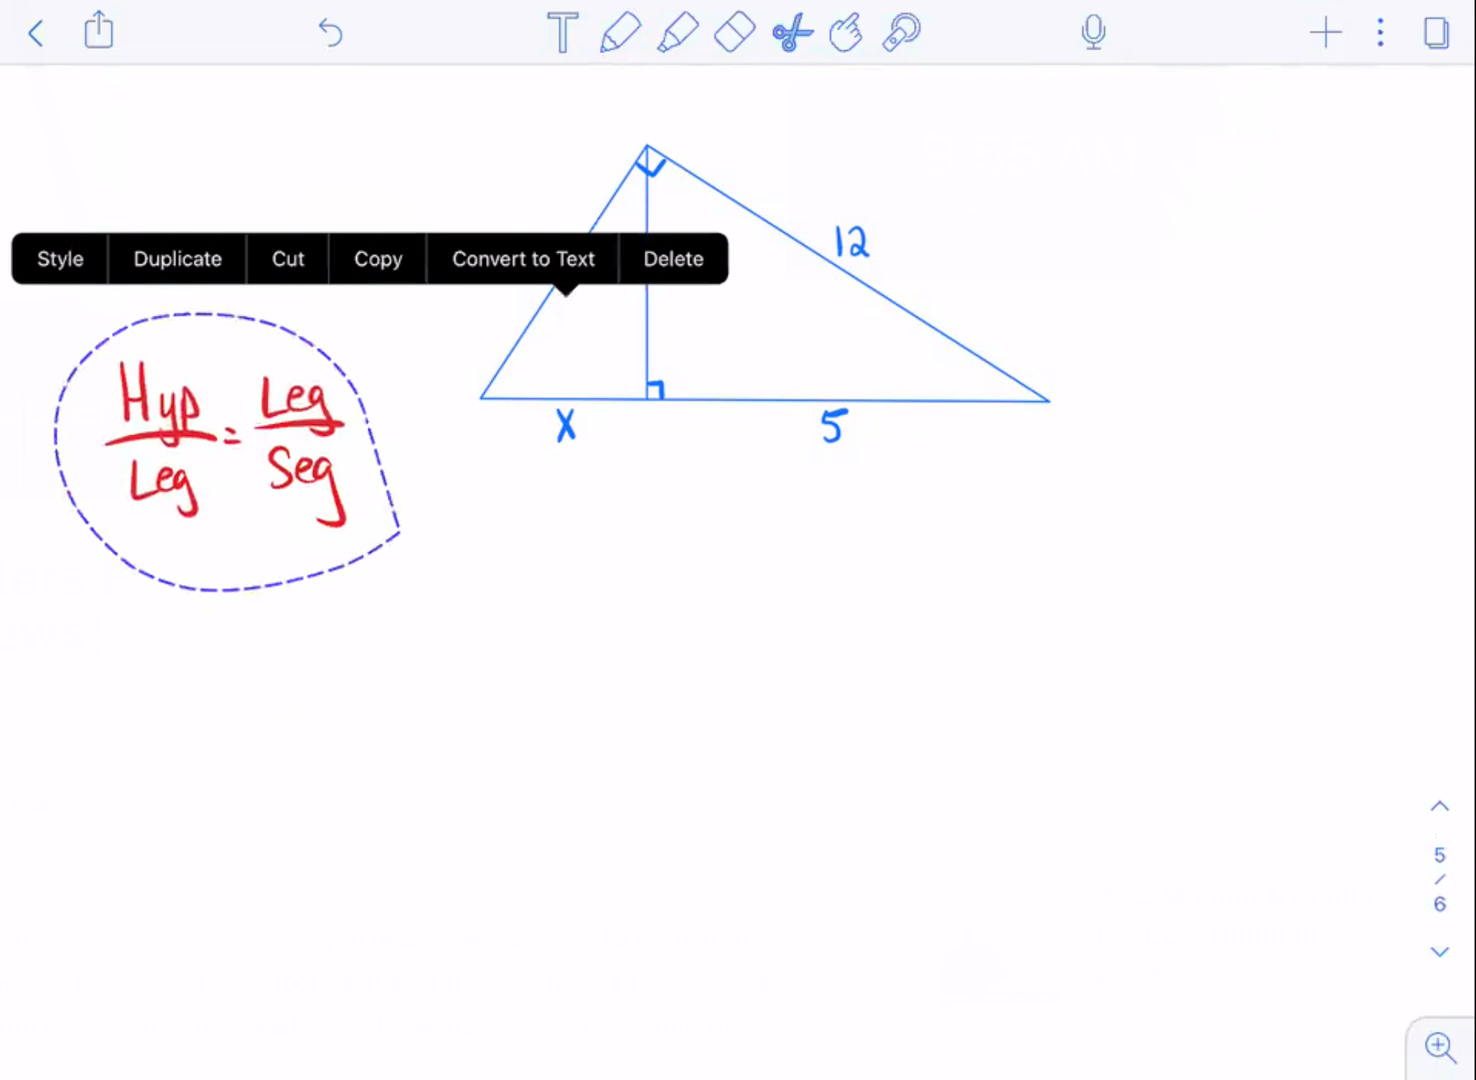 T
12
Style Duplicate Cut Copy Convert to Text Delete
Hyp = Leg
Leg Seg
X 5
5
/
6